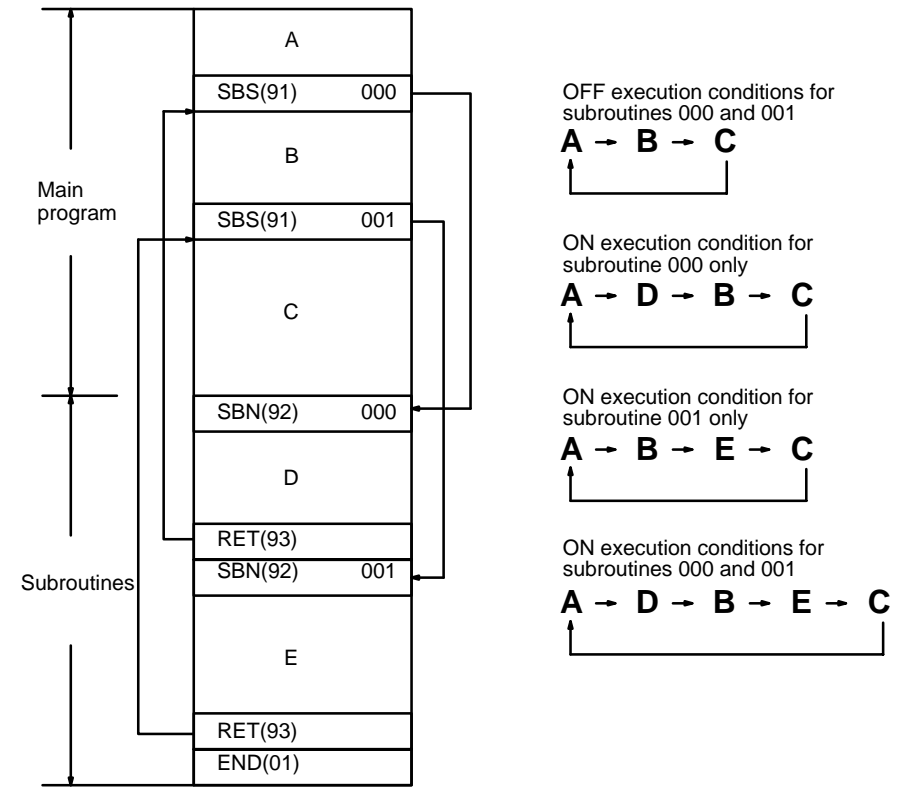 A
SBS(91) 000
B
Main
program
SBS(91) 001
C
SBN(92) 000
D
RET(93)
SBN(92) 001
Subroutines
E
RET(93)
END(01)
OFF execution conditions for
subroutines 000 and 001
A → B → C
ON execution condition for
subroutine 000 only
A → D → B → C
ON execution condition for
subroutine 001 only
A → B → E → C
ON execution conditions for
subroutines 000 and 001
A → D → B → E → C